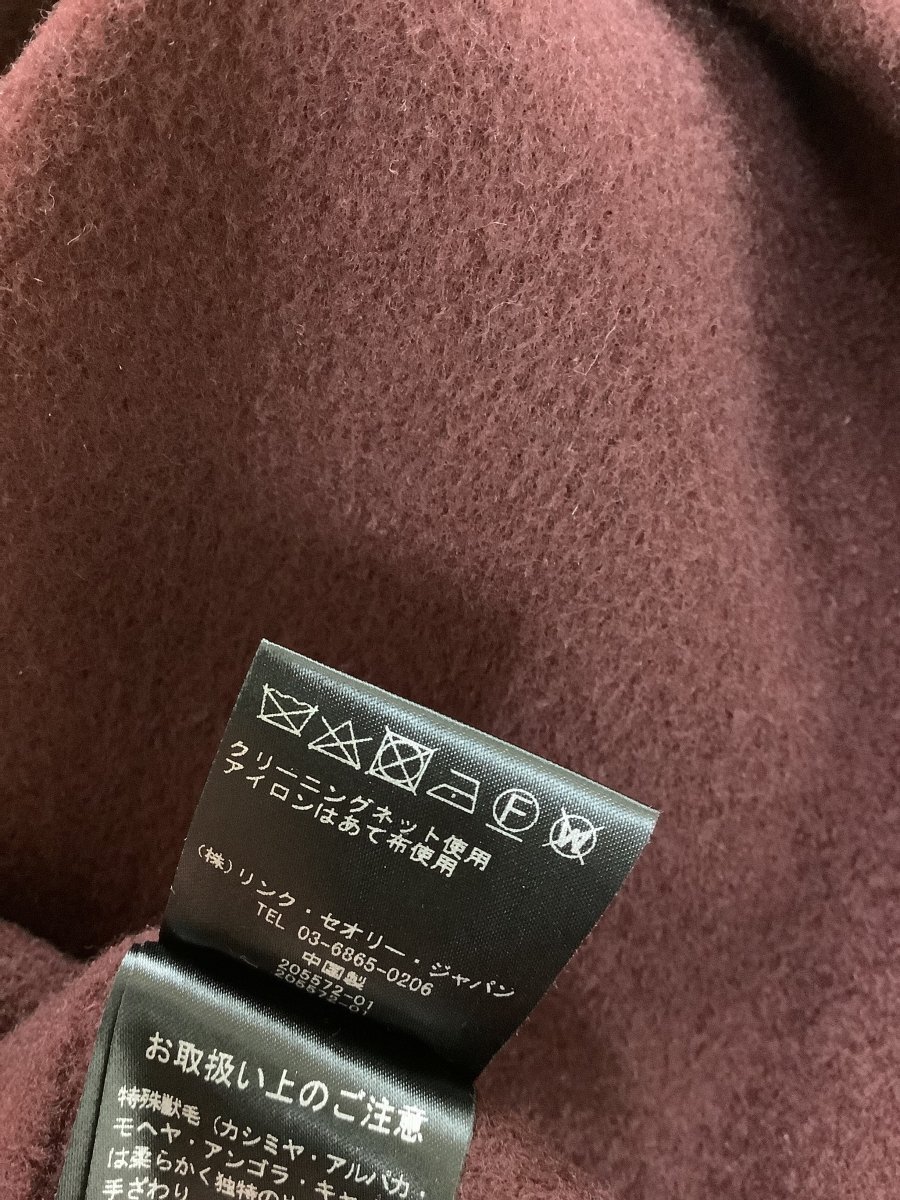 F W
クリーニングネット使用
アイロンはあて布使用
(株)リンク・セオリー・ジャパン
TEL 03-6865-0206
中国製
205572-01
205573-01
お取扱い上のご注意
特殊獣毛(カシミヤ・アルパカ・
モヘヤ・アンゴラ・キャ
は柔らかく独特の
手ざわり